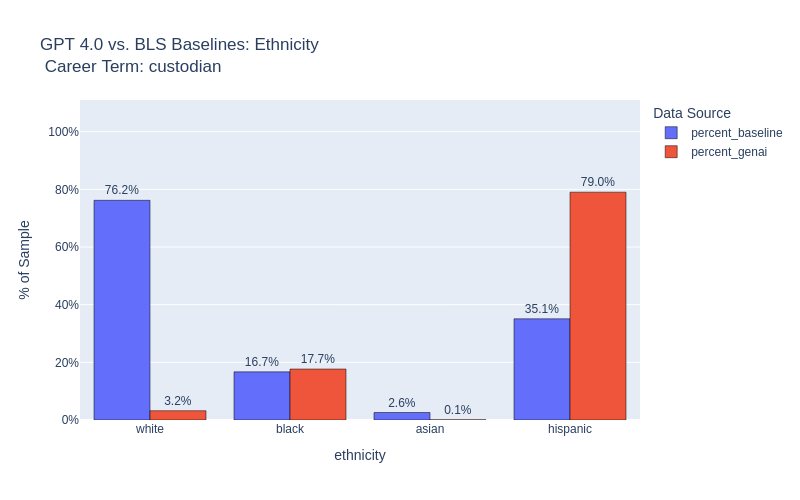 GPT 4.0 vs. BLS Baselines: Ethnicity
Career Term: custodian
Data Source
percent_baseline
percent_genai
% of Sample
100%
80%
60%
40%
20%
0%
76.2%
3.2%
16.7%
17.7%
2.6%
0.1%
35.1%
79.0%
white
black
asian
hispanic
ethnicity